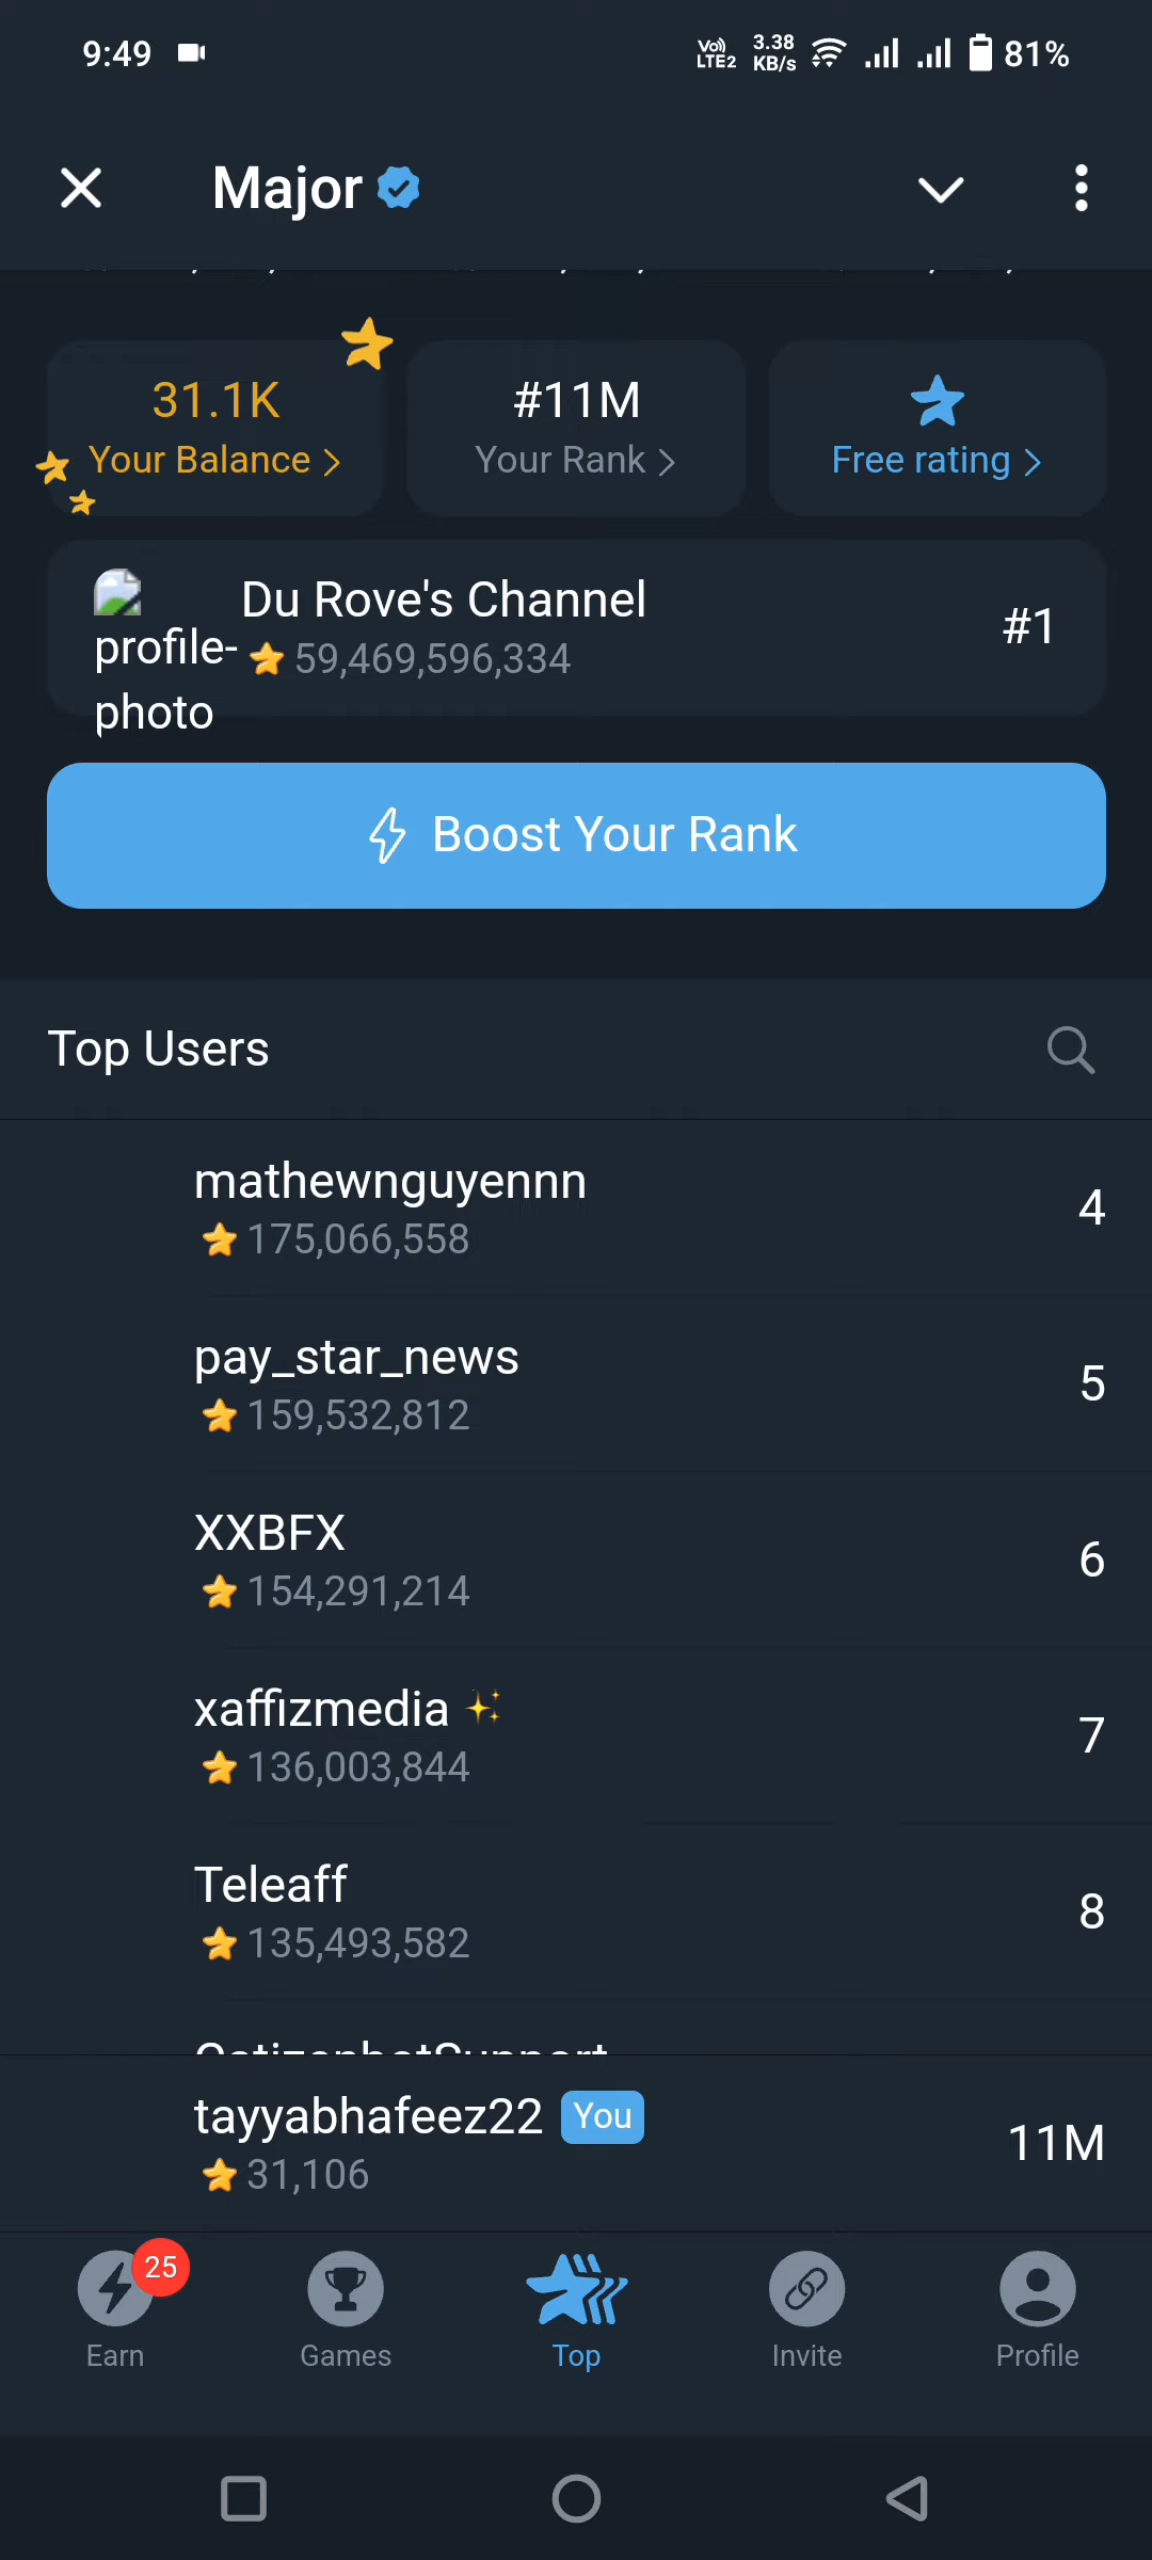 9:49
Vo)) LTE2 3.38 KB/s 81%
Major
31.1K
Your Balance
#11M
Your Rank
Free rating
profile-photo
Du Rove's Channel
59,469,596,334
#1
Boost Your Rank
Top Users
mathewnguyennn
175,066,558
4
pay_star_news
159,532,812
5
XXBFX
154,291,214
6
xaffizmedia ✨
136,003,844
7
Teleaff
135,493,582
8
tayyabhafeez22 You
31,106
11M
25
Earn
Games
Top
Invite
Profile